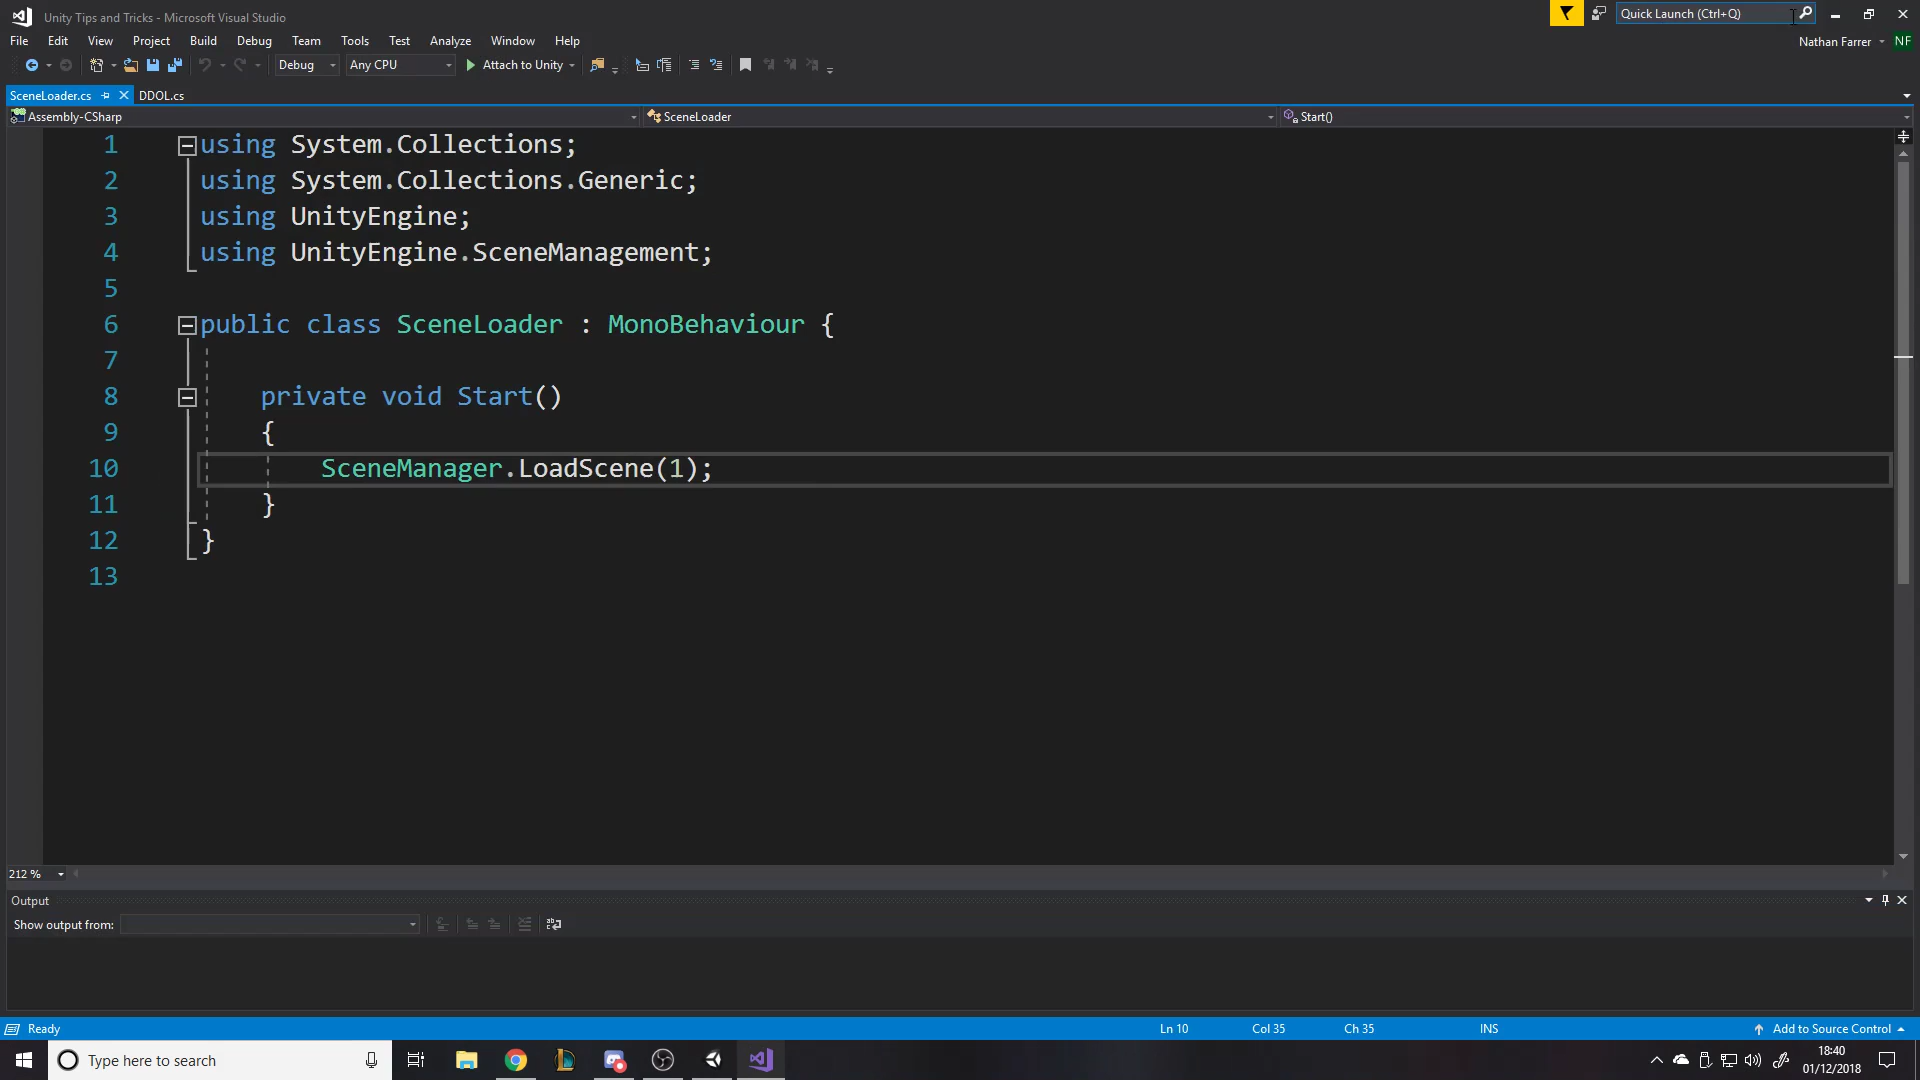 Unity Tips and Tricks - Microsoft Visual Studio
Quick Launch (Ctrl+Q)
File Edit View Project Build Debug Team Tools Test Analyze Window Help
Nathan Farrer NF
Debug Any CPU Attach to Unity
SceneLoader.cs DDOL.cs
Assembly-CSharp SceneLoader Start()
1 using System.Collections;
2 using System.Collections.Generic;
3 using UnityEngine;
4 using UnityEngine.SceneManagement;
5
6 public class SceneLoader : MonoBehaviour {
7
8 private void Start()
9 {
10 SceneManager.LoadScene(1);
11 }
12 }
13
212 %
Output
Show output from:
Ready Ln 10 Col 35 Ch 35 INS Add to Source Control
Type here to search
18:40
01/12/2018